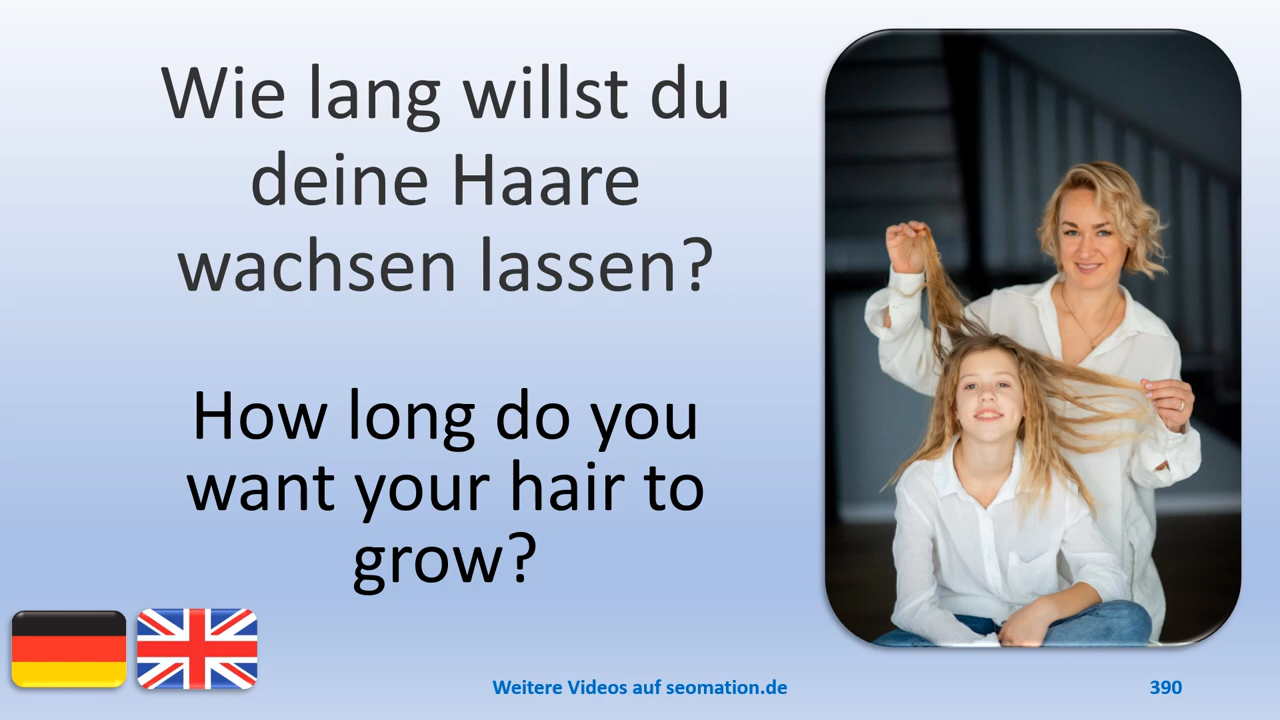 Wie lang willst du
deine Haare
wachsen lassen?
How long do you
want your hair to
grow?
Weitere Videos auf seomation.de
390